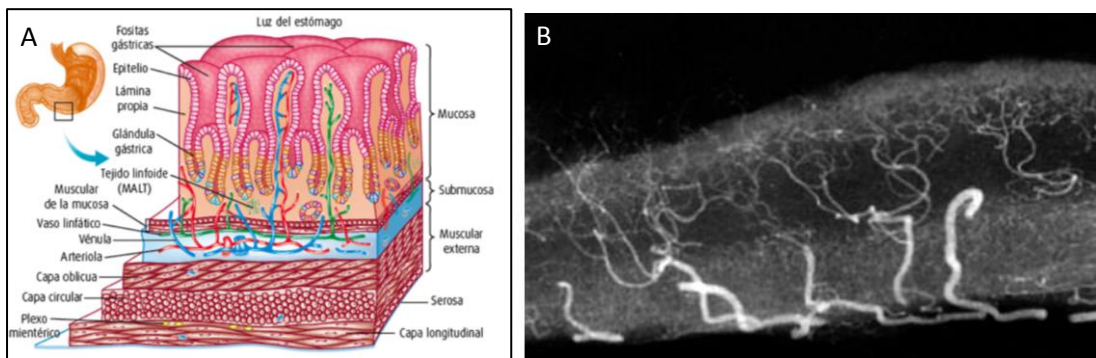 A
Luz del estómago
Fositas
gástricas
Epitelio
Lámina
propia
Glándula
gástrica
Tejido linfoide
(MALT)
Muscular
de la mucosa
Vaso linfático
Vénula
Arteriola
Capa oblicua
Capa circular
Plexo
mientérico
Mucosa
Submucosa
Muscular
externa
Serosa
Capa longitudinal
B